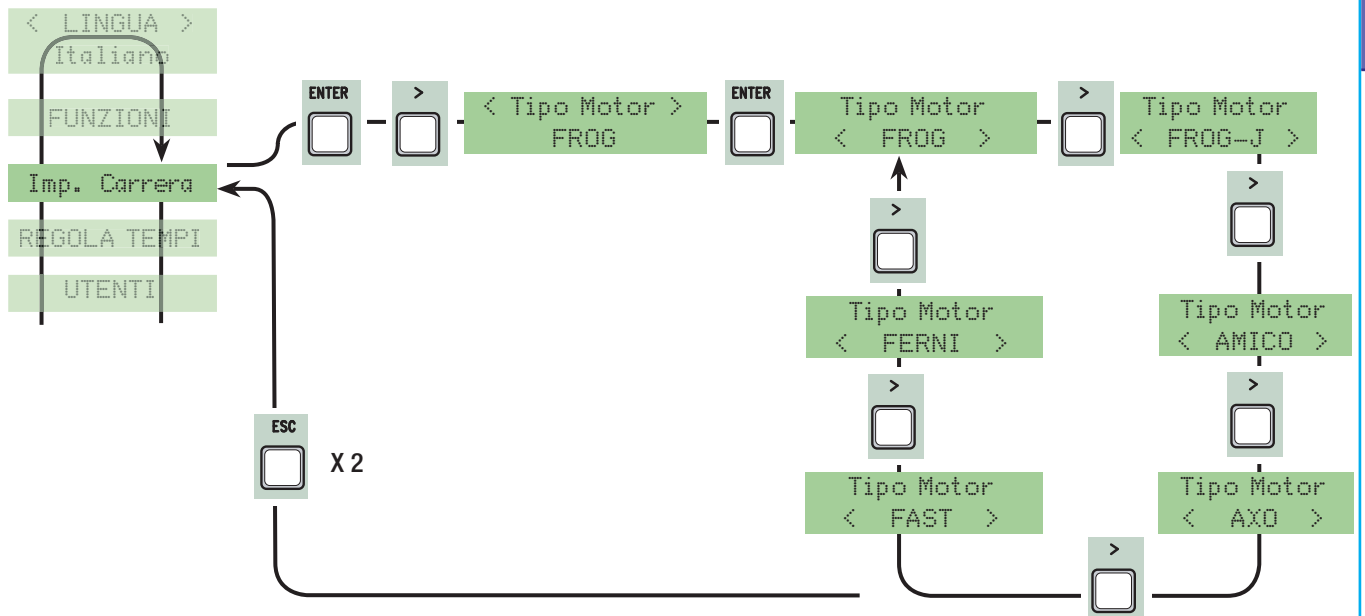 < LINGUA >
Italiano
FUNZIONI
Imp. Carrera
REGOLA TEMPI
UTENTI
ENTER
>
< Tipo Motor >
FROG
ENTER
Tipo Motor
< FROG >
>
Tipo Motor
< FROG-J >
>
Tipo Motor
< AMICO >
>
Tipo Motor
< AXO >
>
Tipo Motor
< FAST >
>
Tipo Motor
< FERNI >
>
ESC
X 2